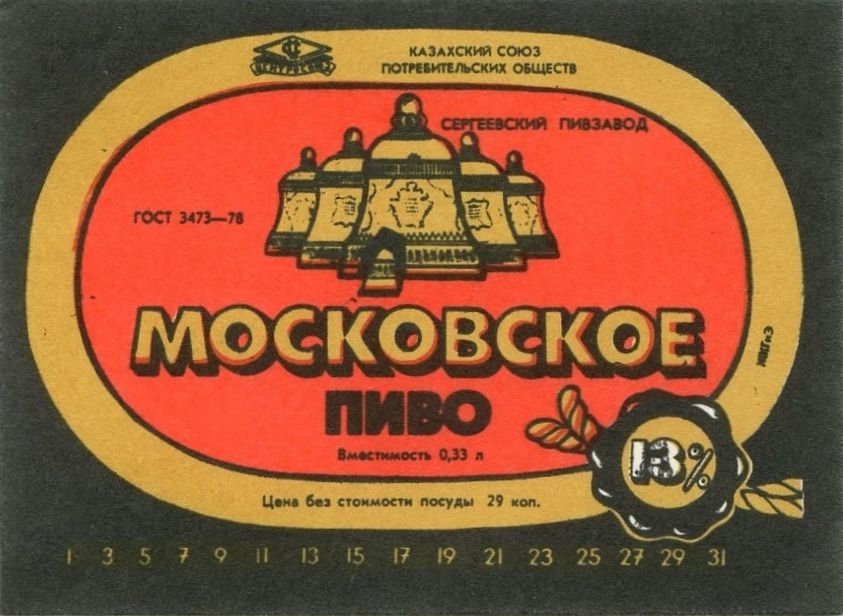 ЦЕНТРОСОЮЗ
КАЗАХСКИЙ СОЮЗ
ПОТРЕБИТЕЛЬСКИХ ОБЩЕСТВ
СЕРГЕЕВСКИЙ ПИВЗАВОД
ГОСТ 3473—78
МОСКОВСКОЕ
ПИВО
Вместимость 0,33 л
13%
Цена без стоимости посуды 29 коп.
1 3 5 7 9 11 13 15 17 19 21 23 25 27 29 31